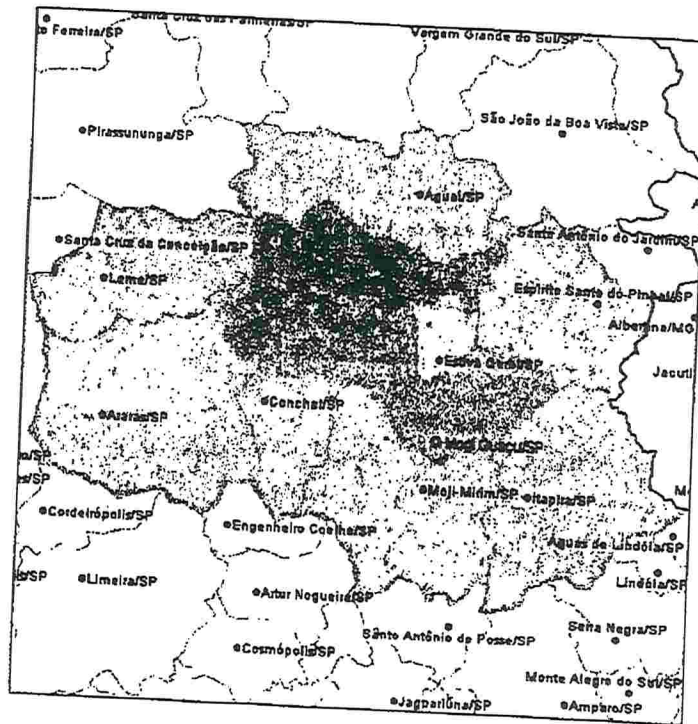 Santa Cruz das Palmeiras/SP
Ferreira/SP
Vargem Grande do Sul/SP
Pirassununga/SP
São João da Boa Vista/SP
Aguaí/SP
Santa Cruz da Conceição/SP
Santo Antônio do Jardim/SP
Leme/SP
Espírito Santo do Pinhal/SP
Albertina/MG
Estiva Gerbi/SP
Jacuti
Conchal/SP
Araras/SP
Mogi Guaçu/SP
Moji-Mirim/SP
Itapira/SP
Cordeirópolis/SP
Engenheiro Coelho/SP
Águas de Lindóia/SP
Limeira/SP
Lindóia/SP
Artur Nogueira/SP
Santo Antônio de Posse/SP
Serra Negra/SP
Cosmópolis/SP
Monte Alegre do Sul/SP
Jaguariúna/SP
Amparo/SP